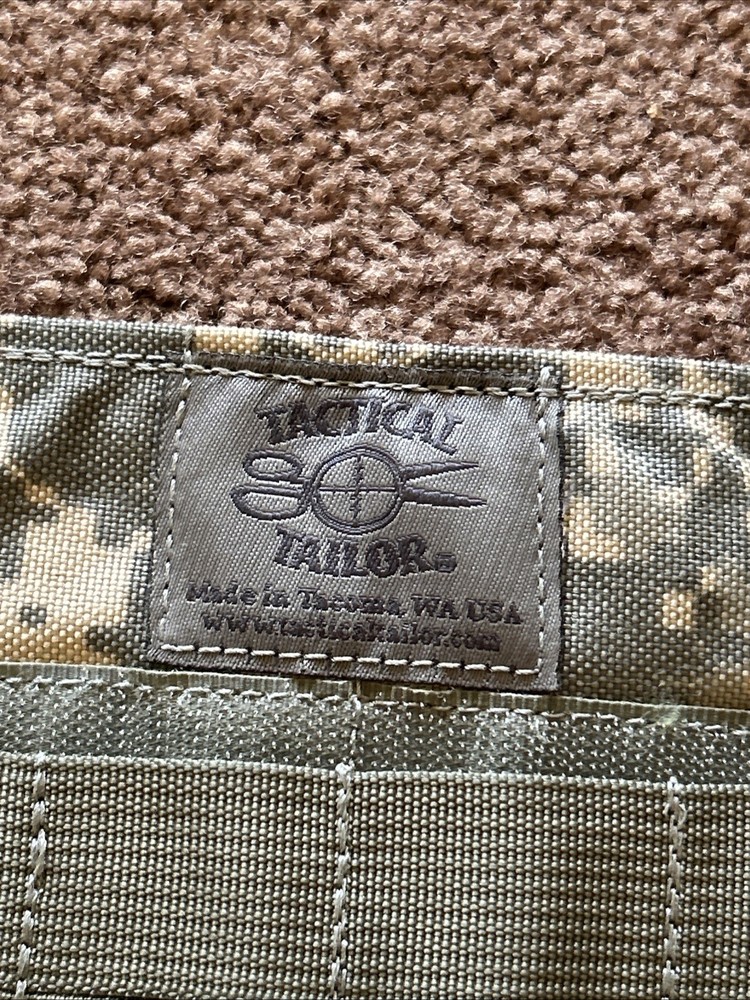 TACTICAL
TAILOR®
Made in Tacoma, WA USA
www.tacticaltailor.com